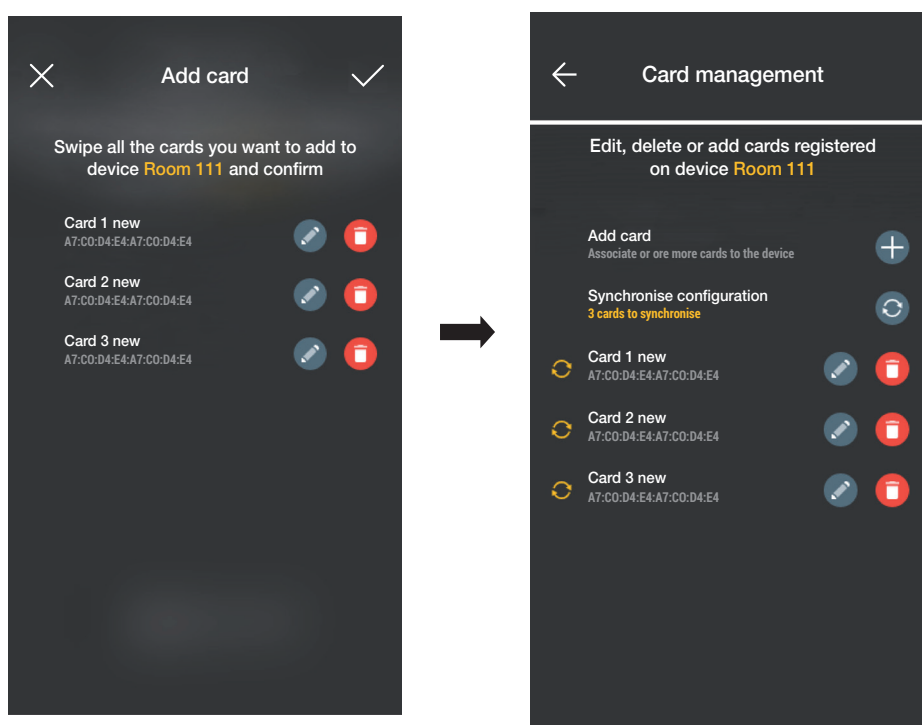 Add card
Swipe all the cards you want to add to
device Room 111 and confirm
Card 1 new
A7:C0:D4:E4:A7:C0:D4:E4
Card 2 new
A7:C0:D4:E4:A7:C0:D4:E4
Card 3 new
A7:C0:D4:E4:A7:C0:D4:E4
Card management
Edit, delete or add cards registered
on device Room 111
Add card
Associate or ore more cards to the device
Synchronise configuration
3 cards to synchronise
Card 1 new
A7:C0:D4:E4:A7:C0:D4:E4
Card 2 new
A7:C0:D4:E4:A7:C0:D4:E4
Card 3 new
A7:C0:D4:E4:A7:C0:D4:E4